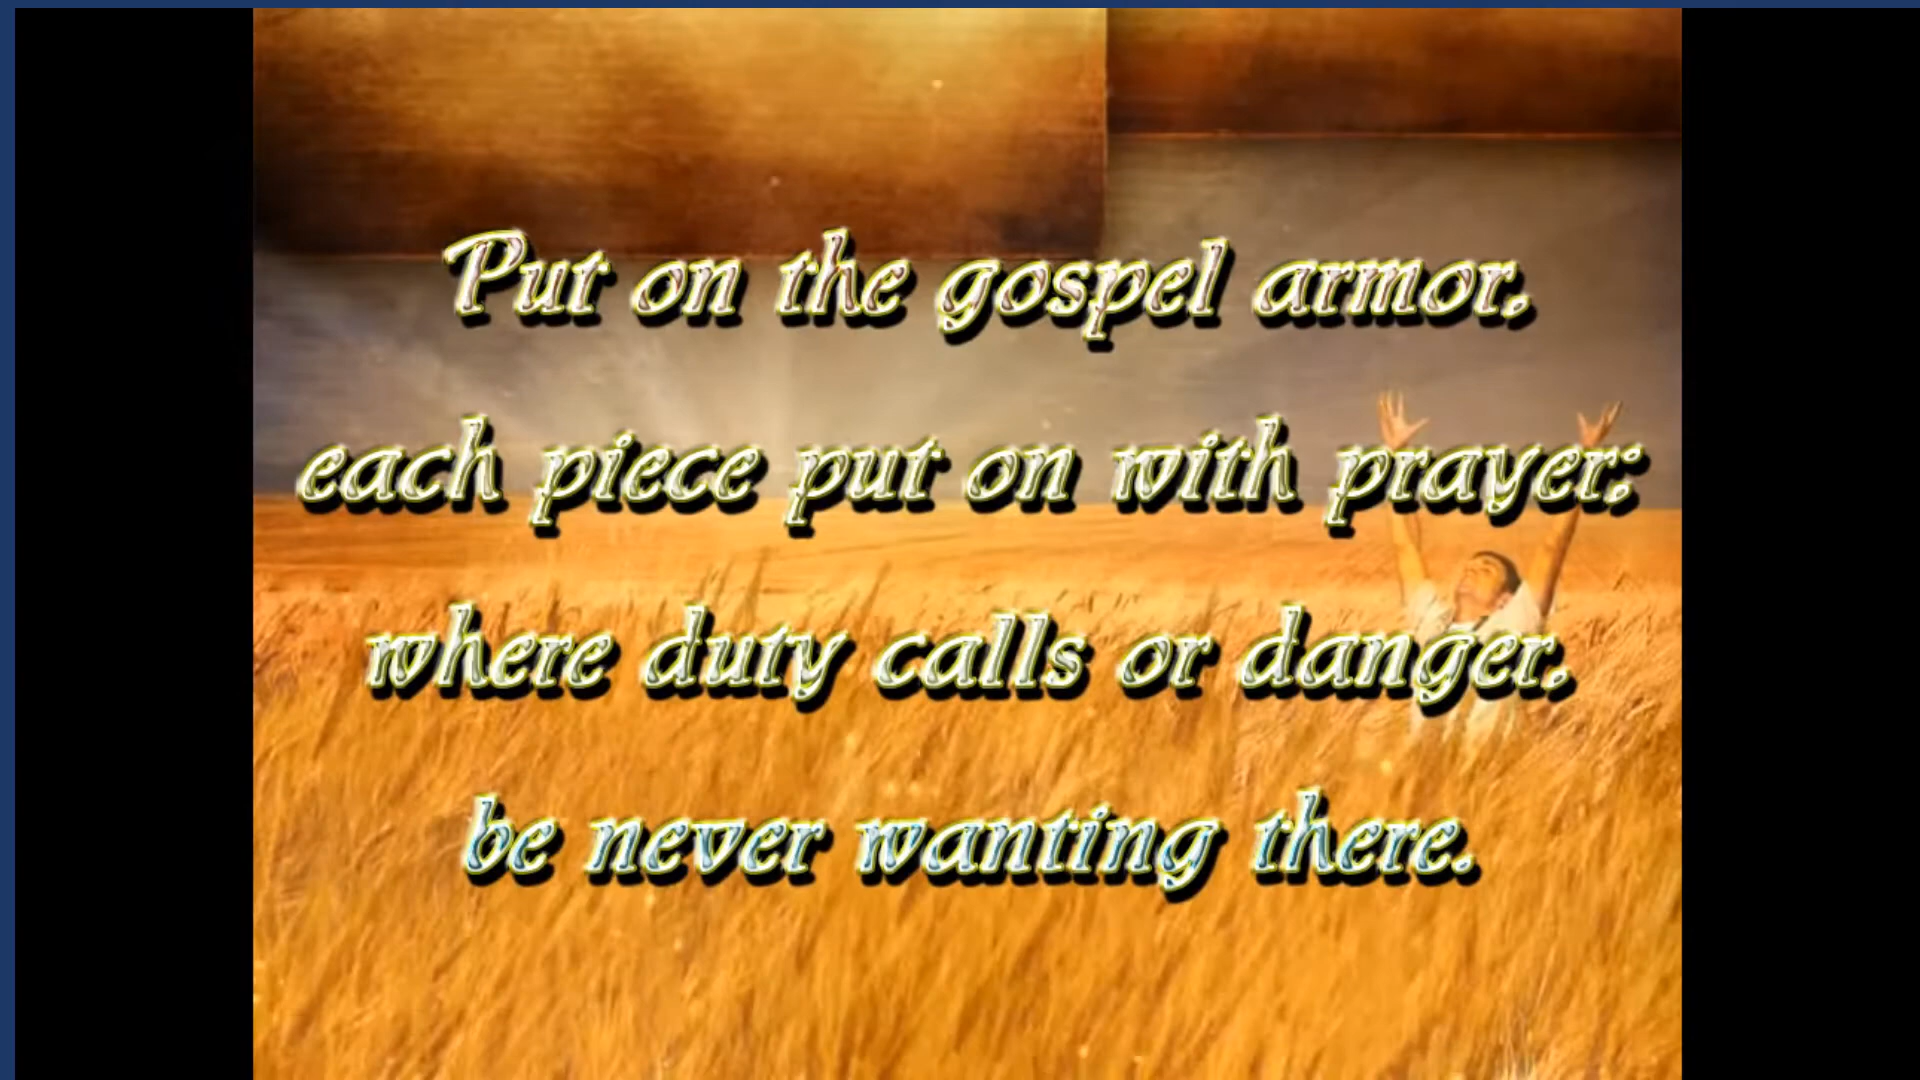 Put on the gospel armor,
each piece put on with prayer;
where duty calls or danger,
be never wanting there.